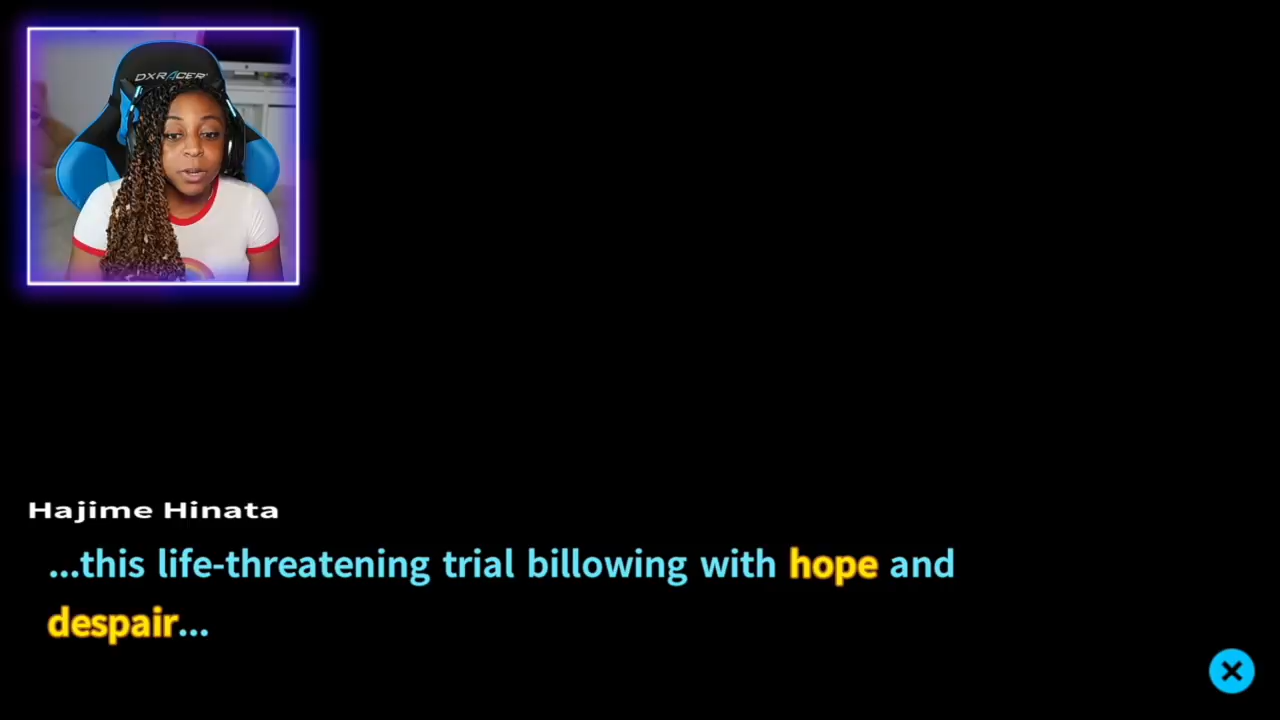 DXRACER
Hajime Hinata
...this life-threatening trial billowing with hope and
despair...